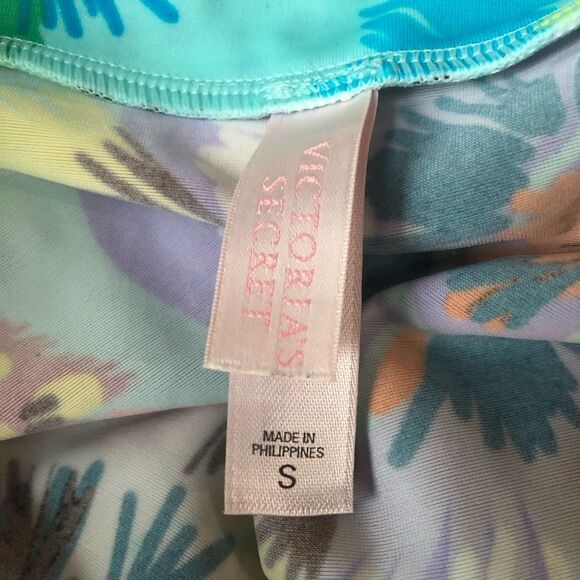 VICTORIA'S
SECRET
MADE IN
PHILIPPINES
S